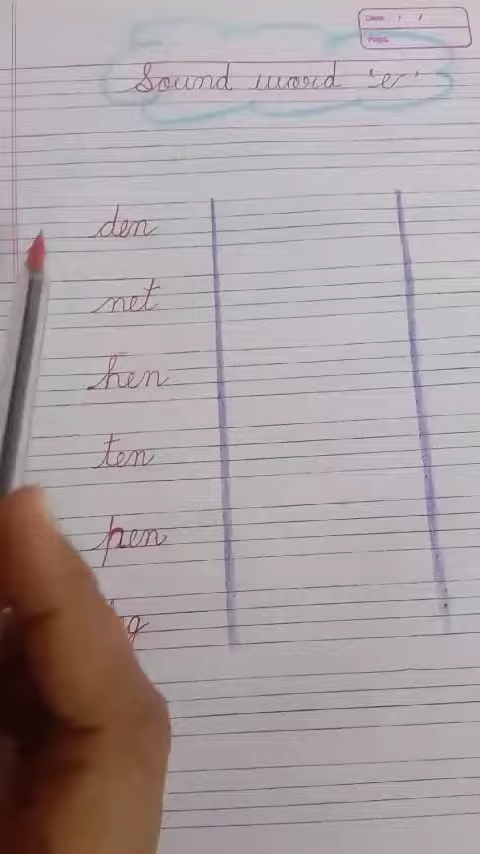 Date: / /
Page:
Sound word 'e'
den
net
hen
ten
pen